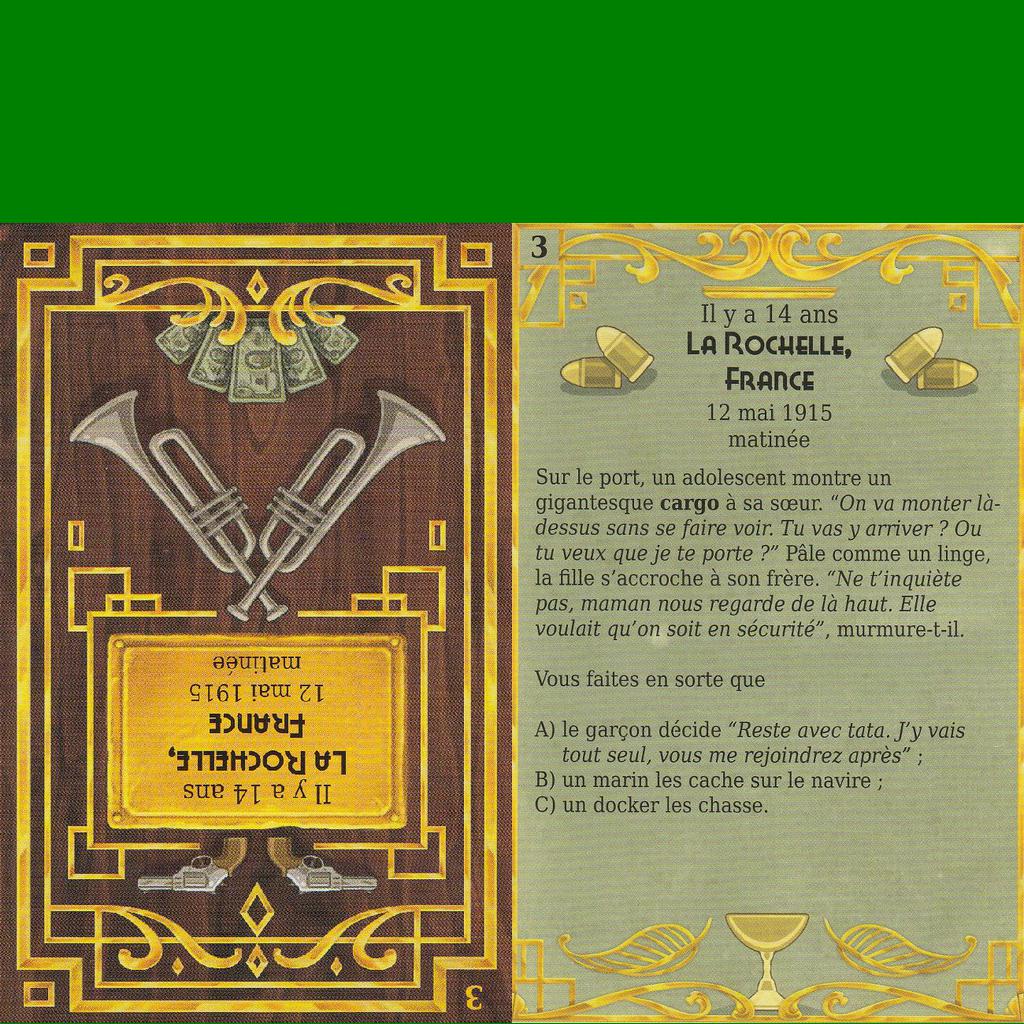 matinée
12 mai 1915
FRANCE
LA ROCHELLE,
Il y a 14 ans
3
3
Il y a 14 ans
LA ROCHELLE,
FRANCE
12 mai 1915
matinée
Sur le port, un adolescent montre un
gigantesque cargo à sa sœur. “On va monter là-
dessus sans se faire voir. Tu vas y arriver ? Ou
tu veux que je te porte ?” Pâle comme un linge,
la fille s’accroche à son frère. “Ne t’inquiète
pas, maman nous regarde de là haut. Elle
voulait qu’on soit en sécurité”, murmure-t-il.
Vous faites en sorte que
A) le garçon décide “Reste avec tata. J’y vais
tout seul, vous me rejoindrez après” ;
B) un marin les cache sur le navire ;
C) un docker les chasse.